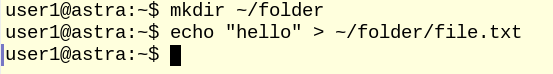 user1@astra:~$ mkdir ~/folder
user1@astra:~$ echo "hello" > ~/folder/file.txt
user1@astra:~$